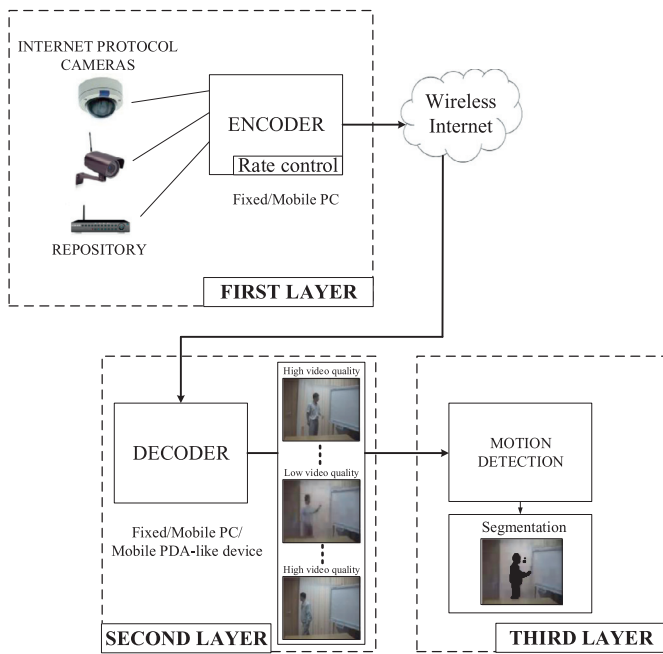 INTERNET PROTOCOL
CAMERAS
ENCODER
Rate control
Fixed/Mobile PC
REPOSITORY
FIRST LAYER
Wireless
Internet
DECODER
Fixed/Mobile PC/
Mobile PDA-like device
High video quality
Low video quality
High video quality
SECOND LAYER
MOTION
DETECTION
Segmentation
THIRD LAYER